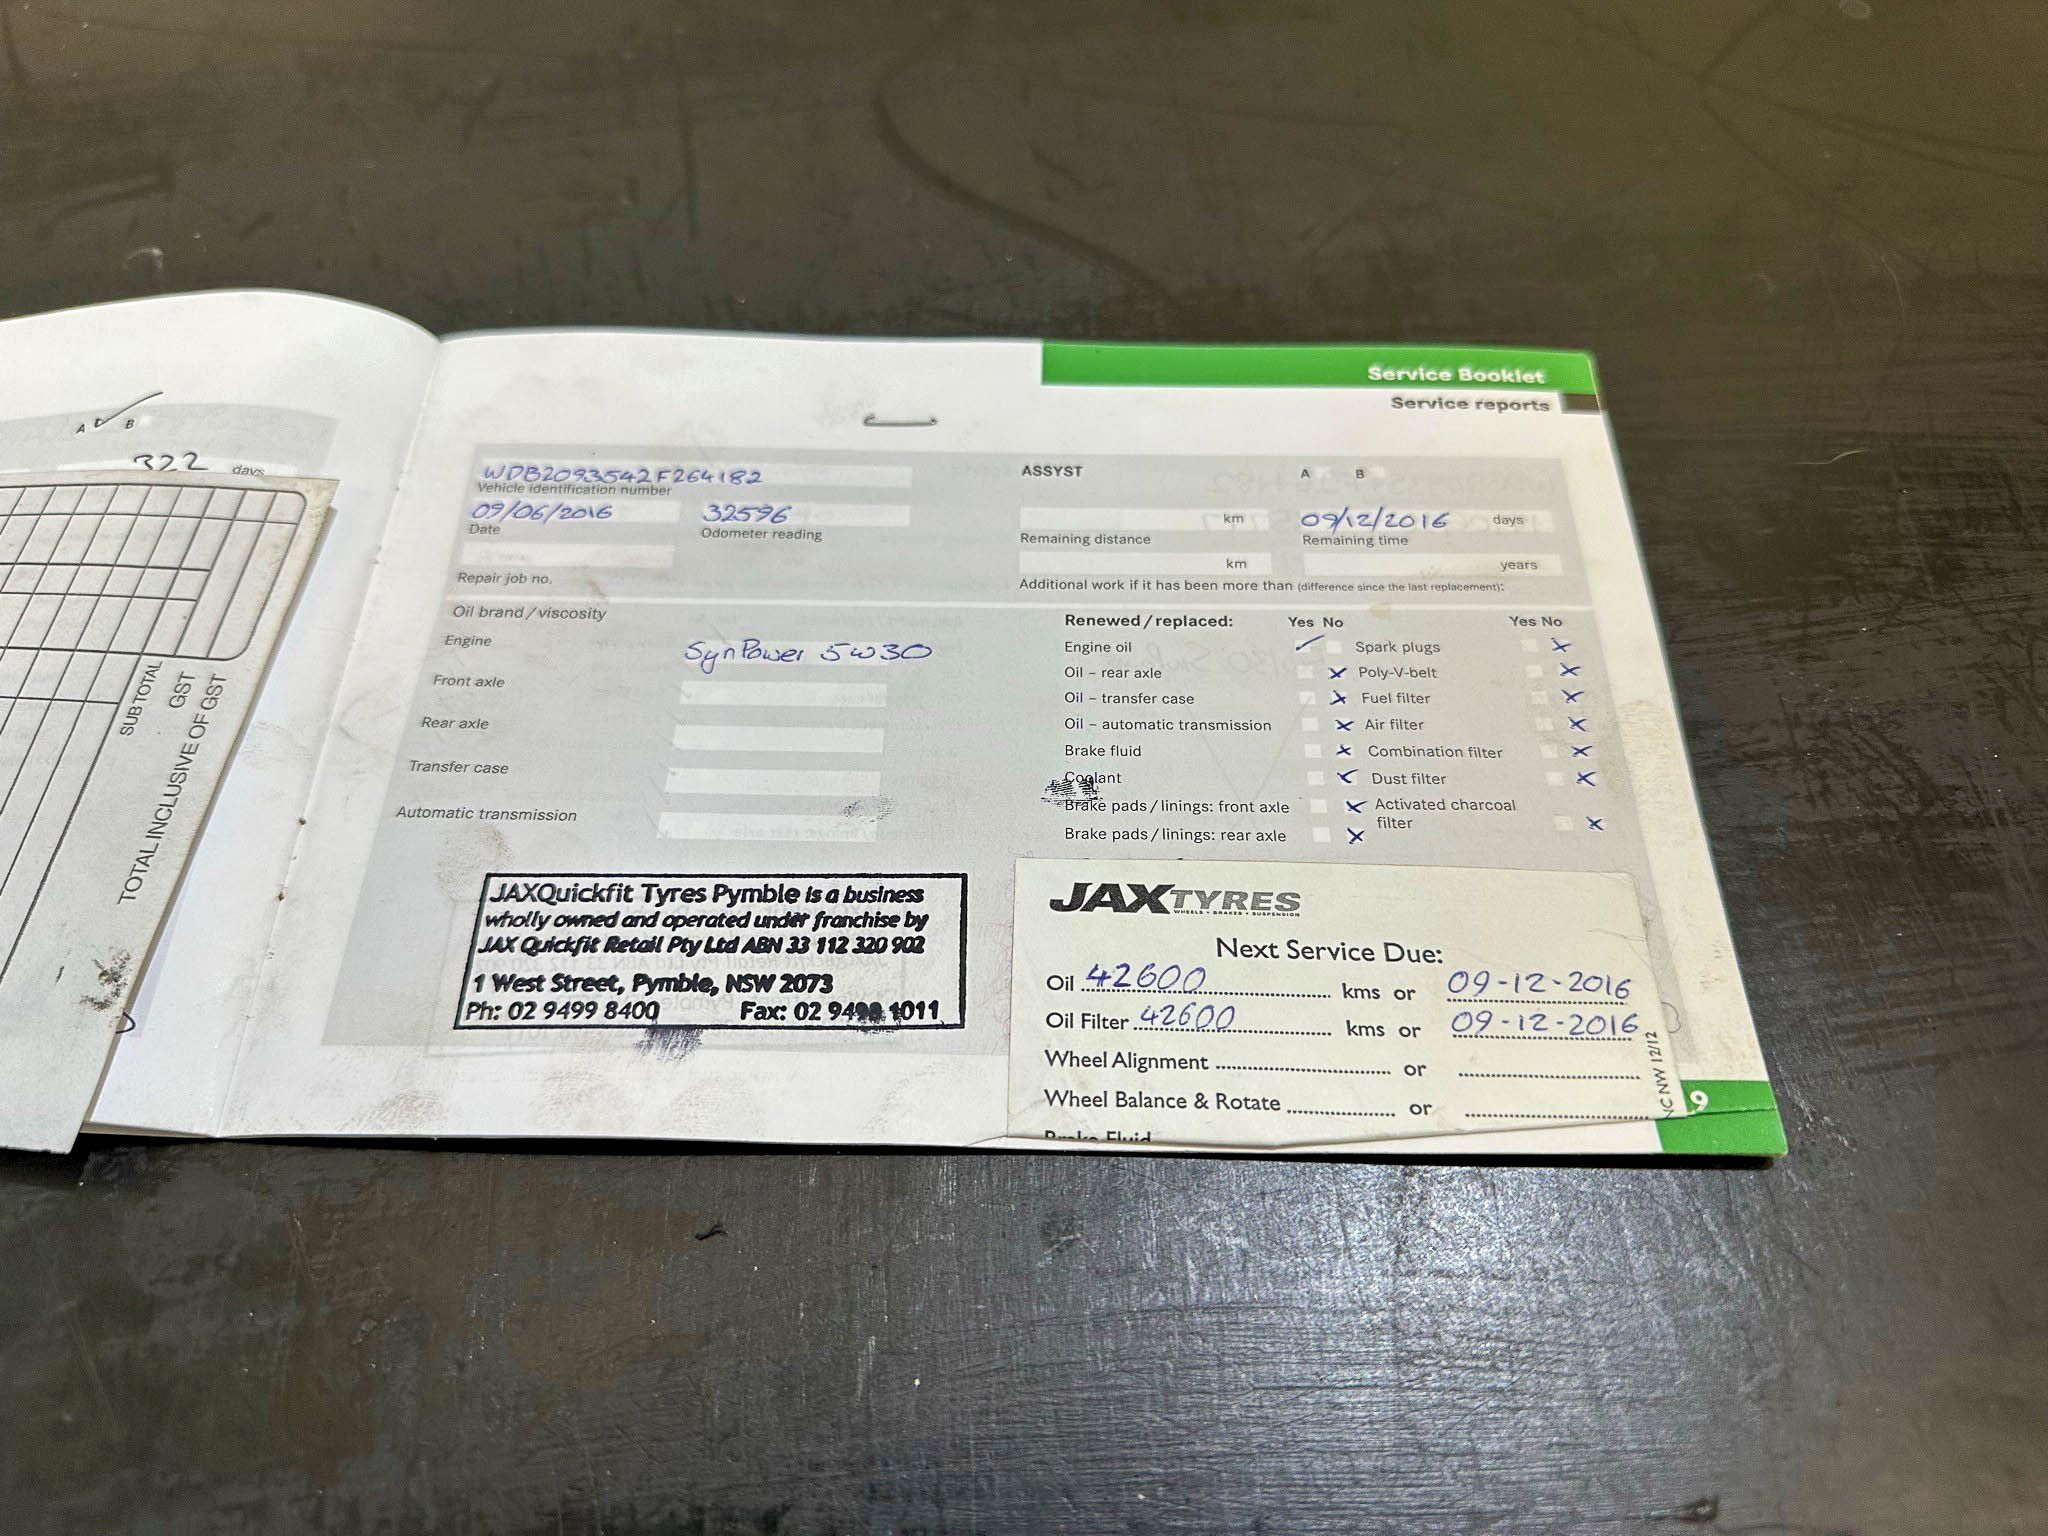 A B
322 days
SUBTOTAL
GST
TOTAL INCLUSIVE OF GST
Service Booklet
Service reports
WDB2093542F264182
Vehicle identification number
09/06/2016 32596
Date Odometer reading
Repair job no.
Oil brand / viscosity
Engine SynPower 5W30
Front axle
Rear axle
Transfer case
Automatic transmission
ASSYST A B
km 09/12/2016 days
Remaining distance Remaining time
km years
Additional work if it has been more than (difference since the last replacement):
Renewed / replaced: Yes No Yes No
Engine oil Spark plugs
Oil – rear axle Poly-V-belt
Oil – transfer case Fuel filter
Oil – automatic transmission Air filter
Brake fluid Combination filter
Coolant Dust filter
Brake pads / linings: front axle Activated charcoal
filter
Brake pads / linings: rear axle
JAXQuickfit Tyres Pymble is a business
wholly owned and operated under franchise by
JAX Quickfit Retail Pty Ltd ABN 33 112 320 902
1 West Street, Pymble, NSW 2073
Ph: 02 9499 8400 Fax: 02 9498 1011
JAX TYRES
WHEELS • BRAKES • SUSPENSION
Next Service Due:
Oil 42600 kms or 09-12-2016
Oil Filter 42600 kms or 09-12-2016
Wheel Alignment or
Wheel Balance & Rotate or
Brake Fluid
NW 12/12
9